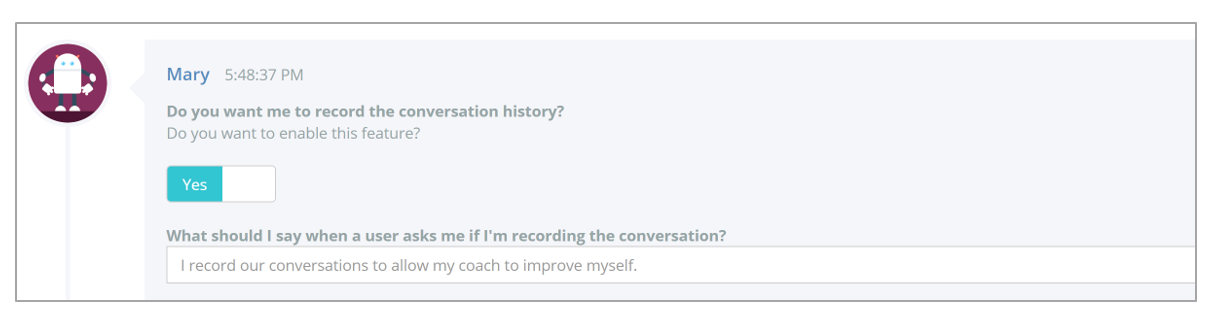 Mary 5:48:37 PM
Do you want me to record the conversation history?
Do you want to enable this feature?
Yes
What should I say when a user asks me if I'm recording the conversation?
I record our conversations to allow my coach to improve myself.